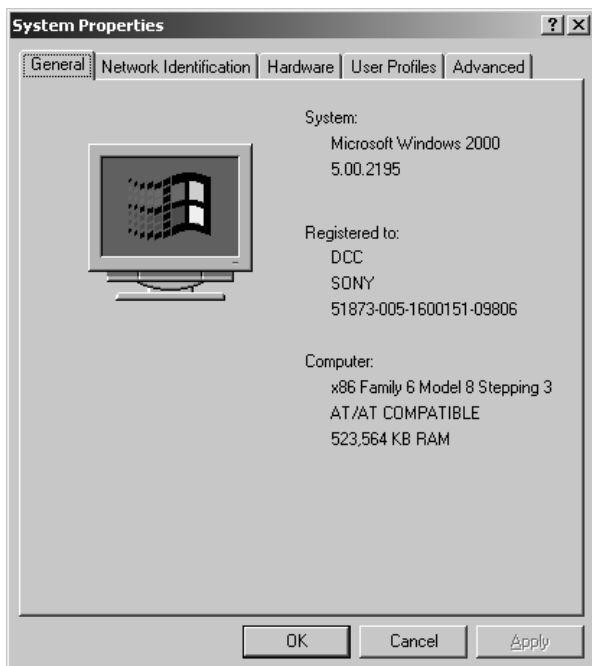 System Properties
General Network Identification Hardware User Profiles Advanced
System:
Microsoft Windows 2000
5.00.2195
Registered to:
DCC
SONY
51873-005-1600151-09806
Computer:
x86 Family 6 Model 8 Stepping 3
AT/AT COMPATIBLE
523,564 KB RAM
OK Cancel Apply